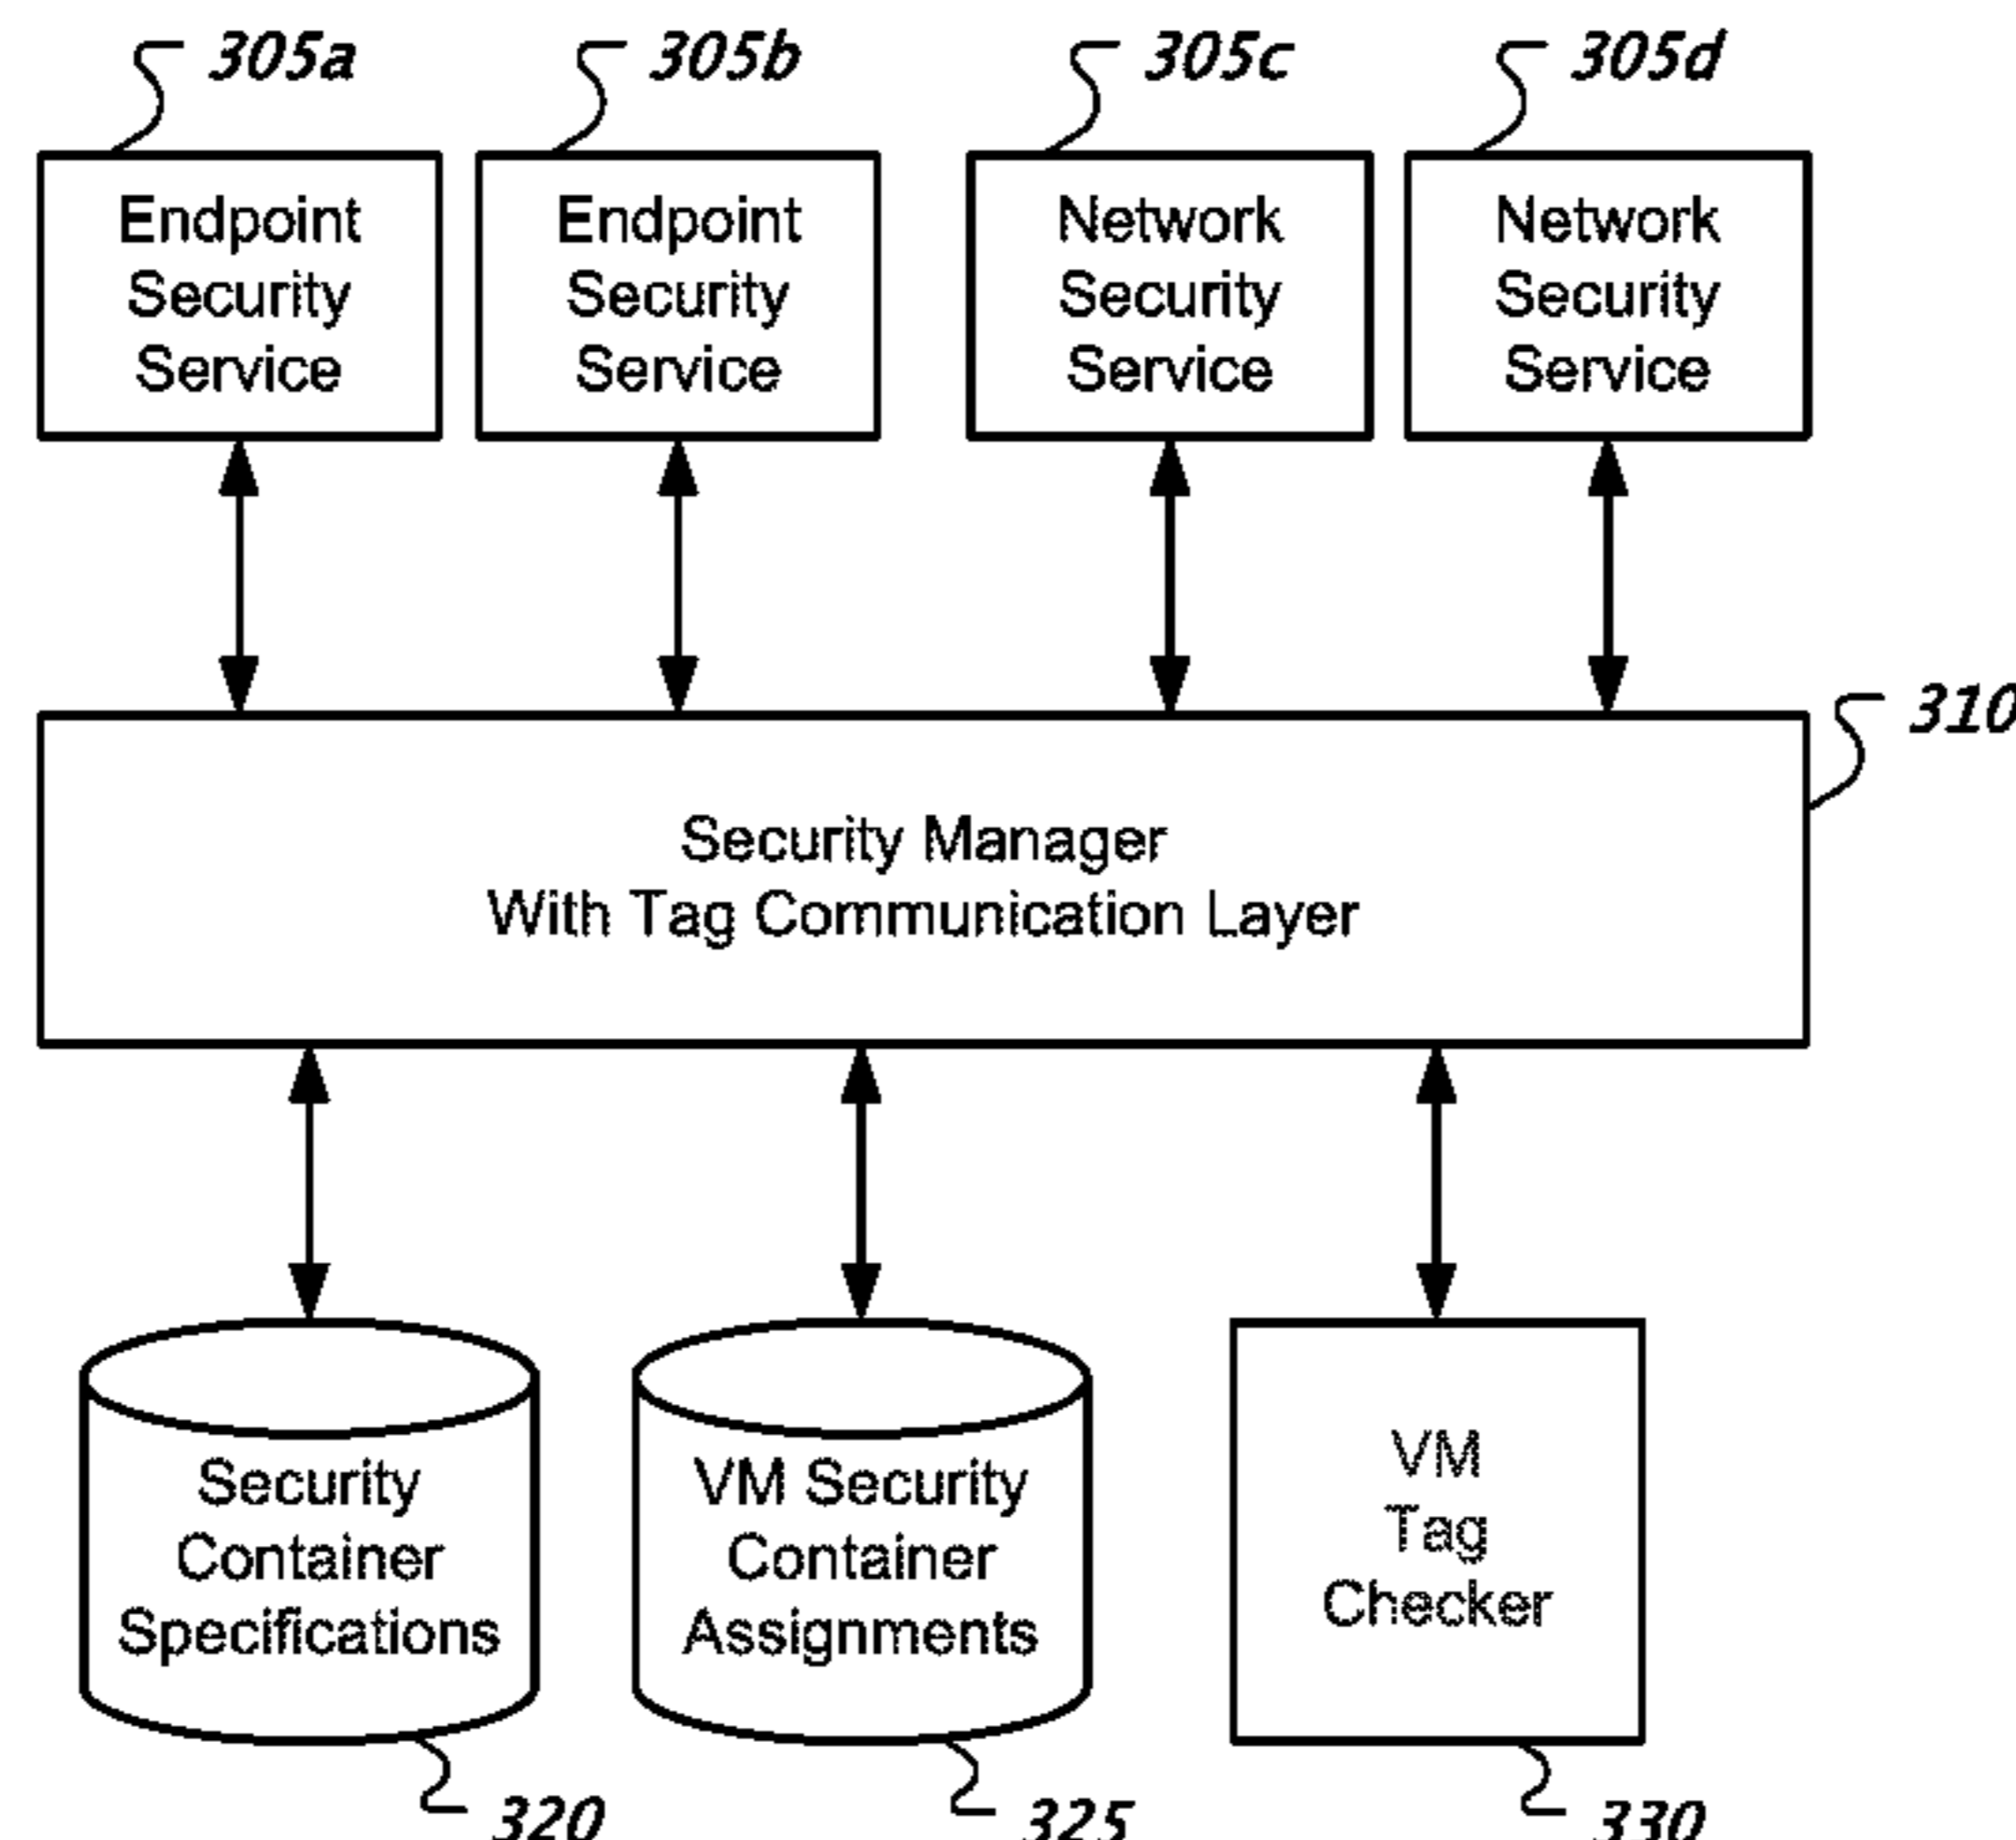 305a
305b
305c
305d
Endpoint
Security
Service
Endpoint
Security
Service
Network
Security
Service
Network
Security
Service
310
Security Manager
With Tag Communication Layer
Security
Container
Specifications
VM Security
Container
Assignments
VM
Tag
Checker
320
325
330